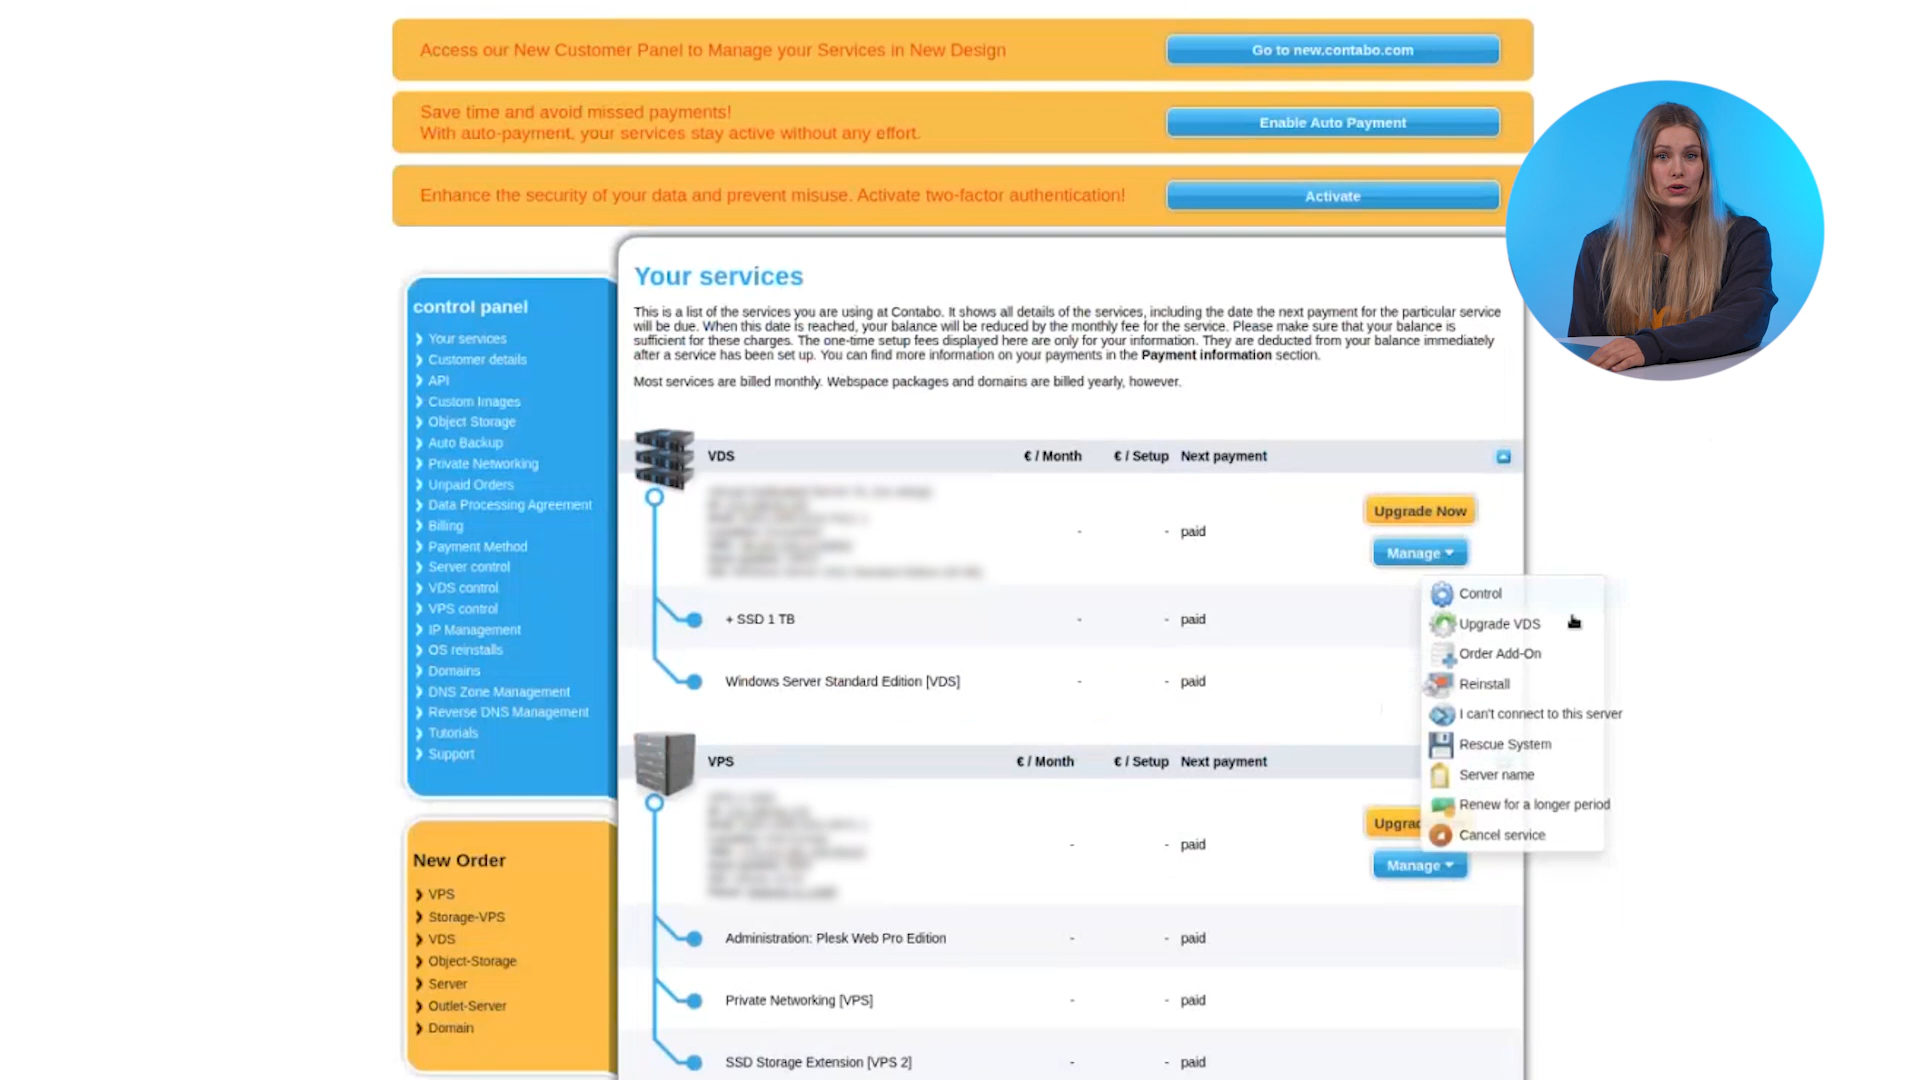 Access our New Customer Panel to Manage your Services in New Design
Go to new.contabo.com
Save time and avoid missed payments!
With auto-payment, your services stay active without any effort.
Enable Auto Payment
Enhance the security of your data and prevent misuse. Activate two-factor authentication!
Activate
control panel
Your services
Customer details
API
Custom Images
Object Storage
Auto Backup
Private Networking
Unpaid Orders
Data Processing Agreement
Billing
Payment Method
Server control
VDS control
VPS control
IP Management
OS reinstalls
Domains
DNS Zone Management
Reverse DNS Management
Tutorials
Support
New Order
VPS
Storage-VPS
VDS
Object-Storage
Server
Outlet-Server
Domain
Your services
This is a list of the services you are using at Contabo. It shows all details of the services, including the date the next payment for the particular service
will be due. When this date is reached, your balance will be reduced by the monthly fee for the service. Please make sure that your balance is
sufficient for these charges. The one-time setup fees displayed here are only for your information. They are deducted from your balance immediately
after a service has been set up. You can find more information on your payments in the Payment information section.
Most services are billed monthly. Webspace packages and domains are billed yearly, however.
VDS € / Month € / Setup Next payment
- - paid
Upgrade Now
Manage
+ SSD 1 TB - - paid
Windows Server Standard Edition [VDS] - - paid
Control
Upgrade VDS
Order Add-On
Reinstall
I can't connect to this server
Rescue System
Server name
Renew for a longer period
Cancel service
VPS € / Month € / Setup Next payment
- - paid
Manage
Administration: Plesk Web Pro Edition - - paid
Private Networking [VPS] - - paid
SSD Storage Extension [VPS 2] - - paid